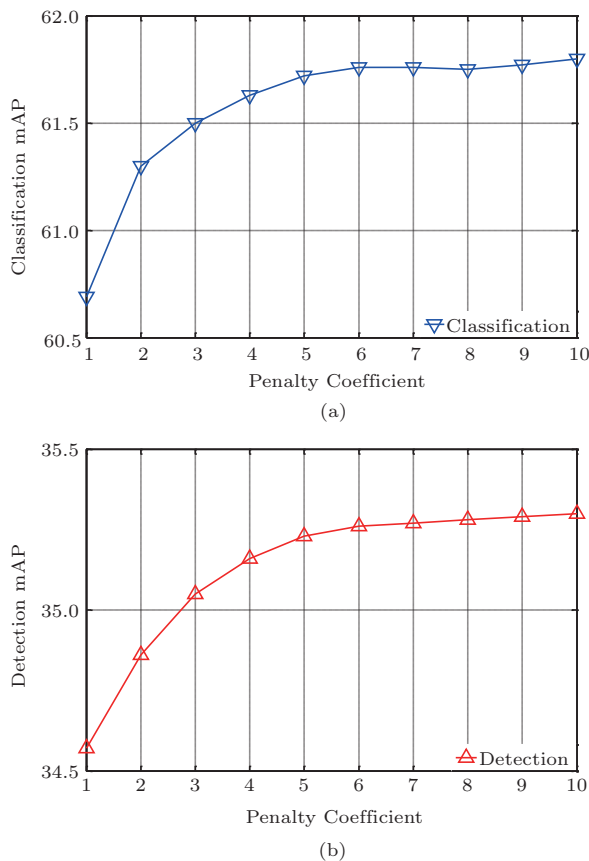 62.0
61.5
61.0
60.5
Classification mAP
Classification
1 2 3 4 5 6 7 8 9 10
Penalty Coefficient
(a)
35.5
35.0
34.5
Detection mAP
Detection
1 2 3 4 5 6 7 8 9 10
Penalty Coefficient
(b)